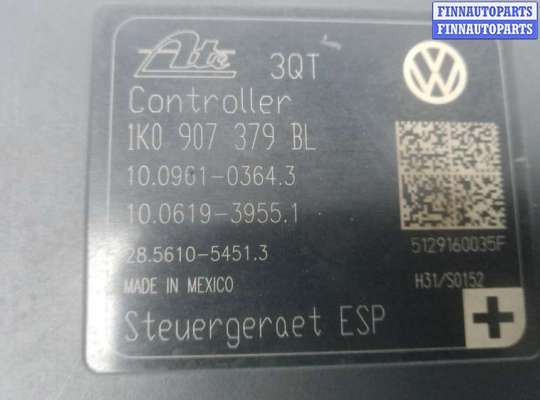 FINNAUTOPARTS
FINNAUTOPARTS
Ate 3QT
Controller
1K0 907 379 BL
10.0961-0364.3
10.0619-3955.1
28.5610-5451.3
5129160035F
MADE IN MEXICO
H31/S0152
Steuergeraet ESP